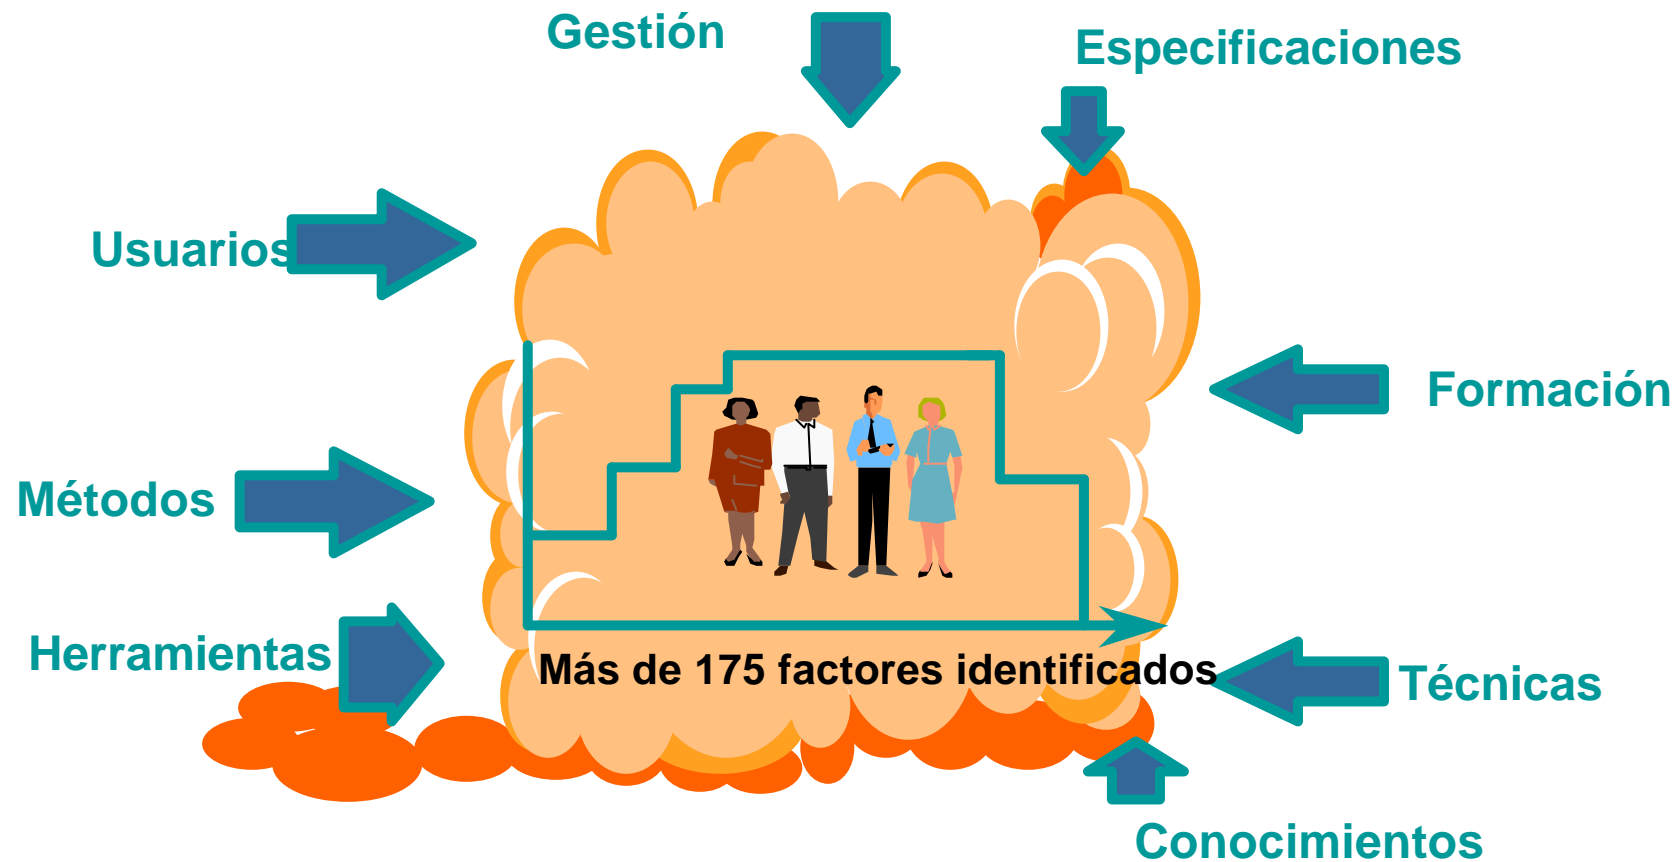 Gestión
Especificaciones
Usuarios
Formación
Métodos
Herramientas
Más de 175 factores identificados
Técnicas
Conocimientos